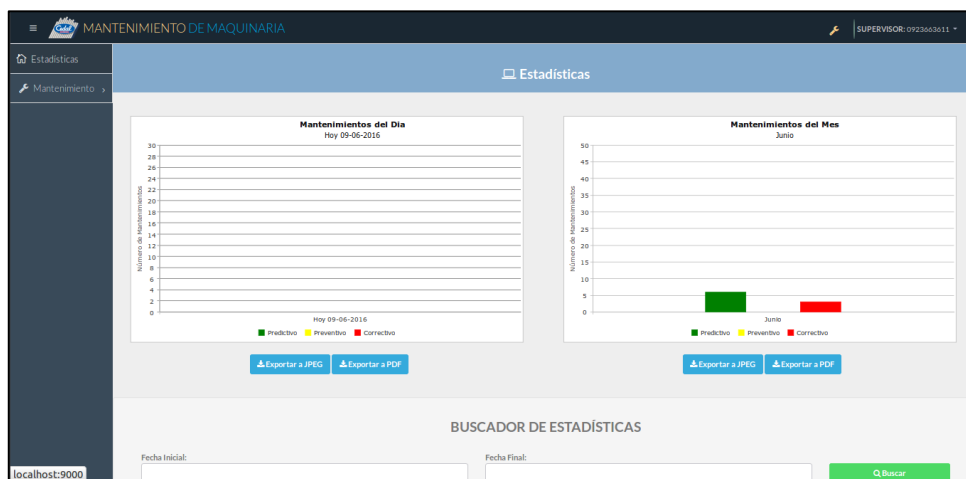 Cedal MANTENIMIENTO DE MAQUINARIA
SUPERVISOR: 0923663611
Estadísticas
Mantenimiento
Estadísticas
Mantenimientos del Dia
Hoy 09-06-2016
30
28
26
24
22
20
18
16
14
12
10
8
6
4
2
0
Número de Mantenimientos
Hoy 09-06-2016
Predictivo Preventivo Correctivo
Exportar a JPEG Exportar a PDF
Mantenimientos del Mes
Junio
50
45
40
35
30
25
20
15
10
5
0
Número de Mantenimientos
Junio
Predictivo Preventivo Correctivo
Exportar a JPEG Exportar a PDF
BUSCADOR DE ESTADÍSTICAS
Fecha Inicial:
Fecha Final:
Buscar
localhost:9000